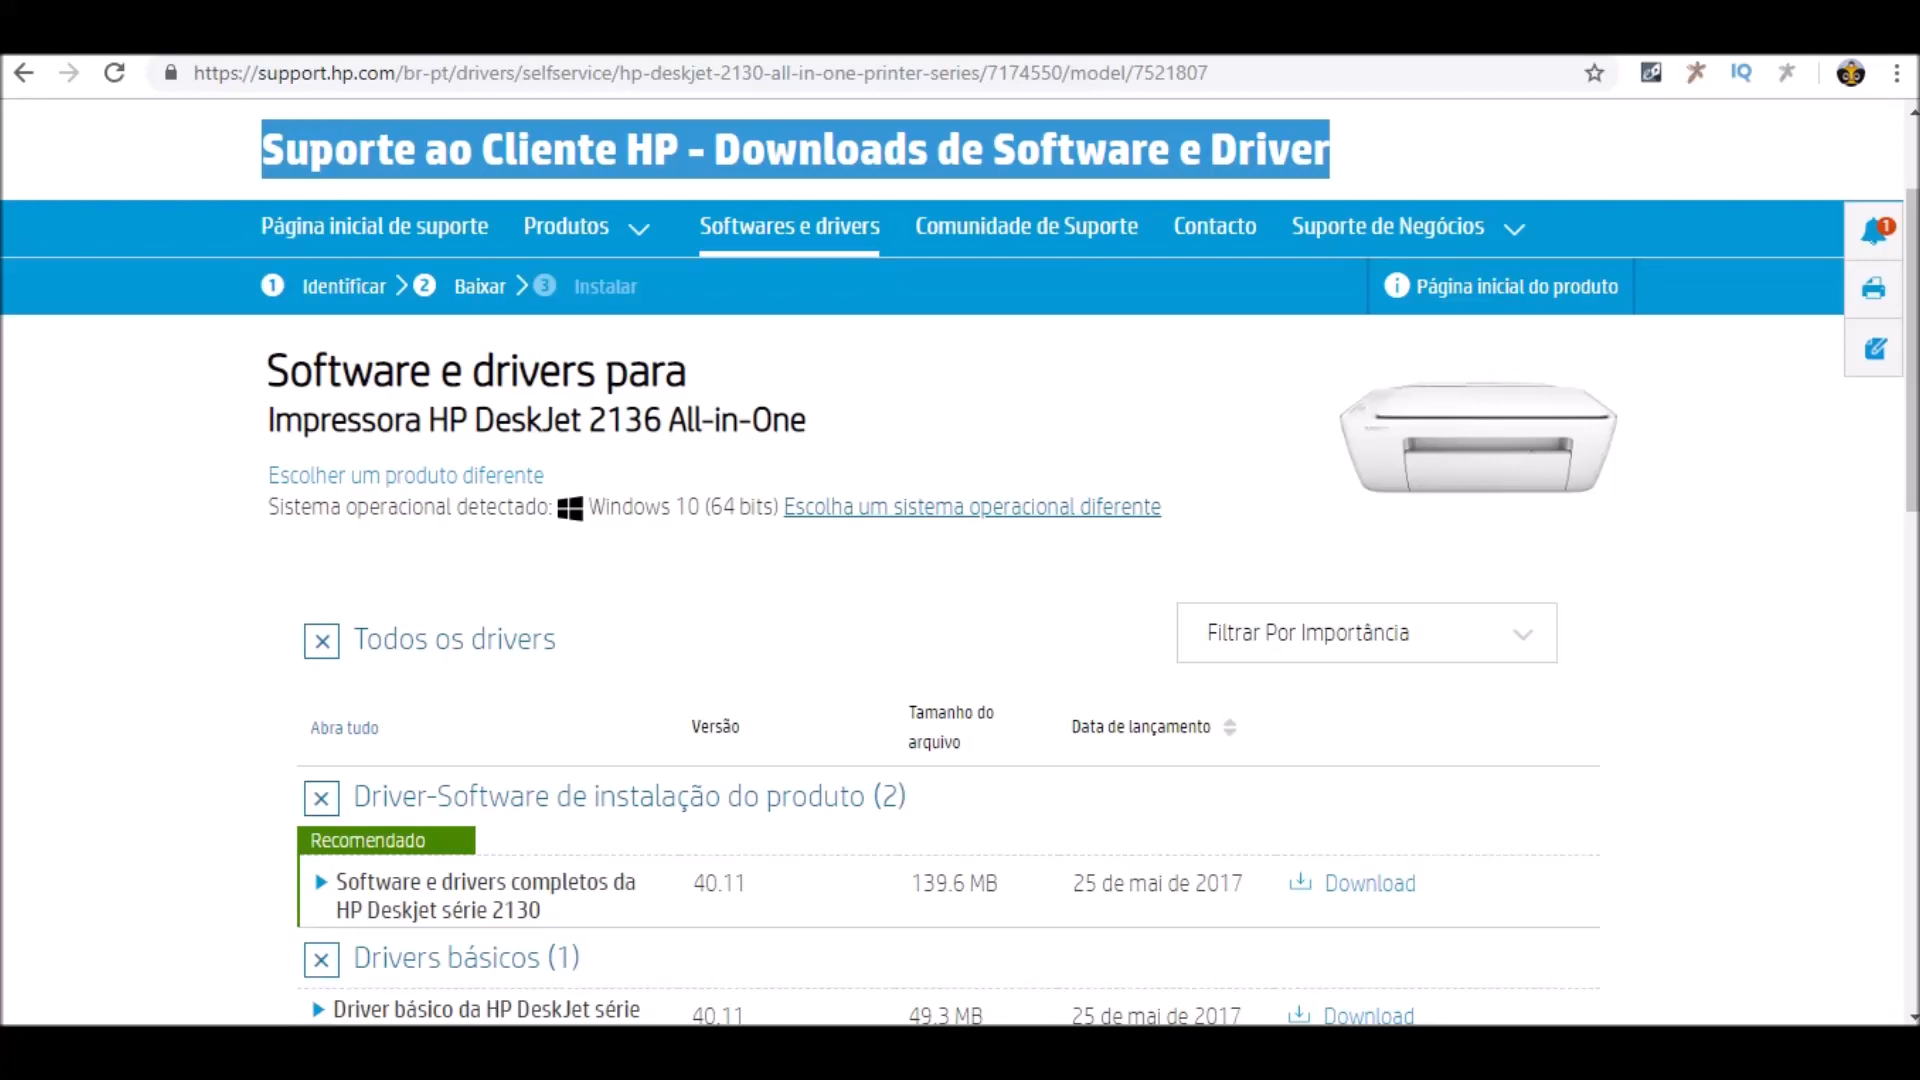 https://support.hp.com/br-pt/drivers/selfservice/hp-deskjet-2130-all-in-one-printer-series/7174550/model/7521807
IQ
Suporte ao Cliente HP - Downloads de Software e Driver
Página inicial de suporte Produtos Softwares e drivers Comunidade de Suporte Contacto Suporte de Negócios
1
1 Identificar 2 Baixar 3 Instalar Página inicial do produto
Software e drivers para
Impressora HP DeskJet 2136 All-in-One
Escolher um produto diferente
Sistema operacional detectado: Windows 10 (64 bits) Escolha um sistema operacional diferente
Todos os drivers
Filtrar Por Importância
Abra tudo Versão Tamanho do arquivo Data de lançamento
Driver-Software de instalação do produto (2)
Recomendado
Software e drivers completos da 40.11 139.6 MB 25 de mai de 2017 Download
HP Deskjet série 2130
Drivers básicos (1)
Driver básico da HP DeskJet série 40.11 49.3 MB 25 de mai de 2017 Download